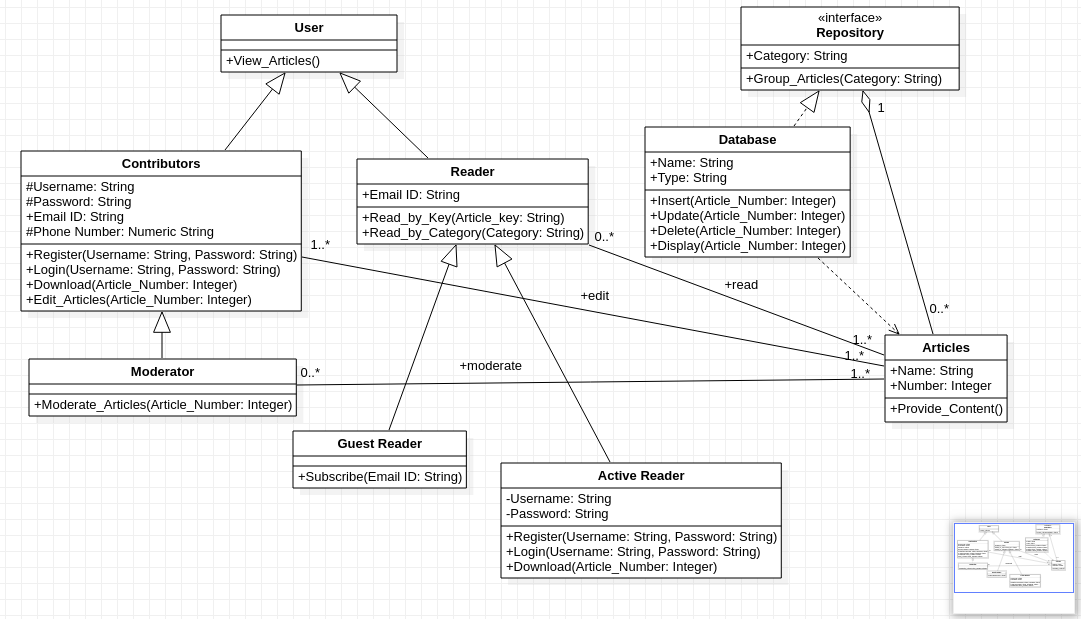 User
+View_Articles()
«interface»
Repository
+Category: String
+Group_Articles(Category: String)
1
Database
+Name: String
+Type: String
+Insert(Article_Number: Integer)
+Update(Article_Number: Integer)
+Delete(Article_Number: Integer)
+Display(Article_Number: Integer)
Contributors
#Username: String
#Password: String
+Email ID: String
#Phone Number: Numeric String
+Register(Username: String, Password: String)
+Login(Username: String, Password: String)
+Download(Article_Number: Integer)
+Edit_Articles(Article_Number: Integer)
Reader
+Email ID: String
+Read_by_Key(Article_key: String)
+Read_by_Category(Category: String)
0..*
1..*
+read
+edit
0..*
1..*
1..*
1..*
Articles
+Name: String
+Number: Integer
+Provide_Content()
Moderator
+Moderate_Articles(Article_Number: Integer)
0..*
+moderate
Guest Reader
+Subscribe(Email ID: String)
Active Reader
-Username: String
-Password: String
+Register(Username: String, Password: String)
+Login(Username: String, Password: String)
+Download(Article_Number: Integer)